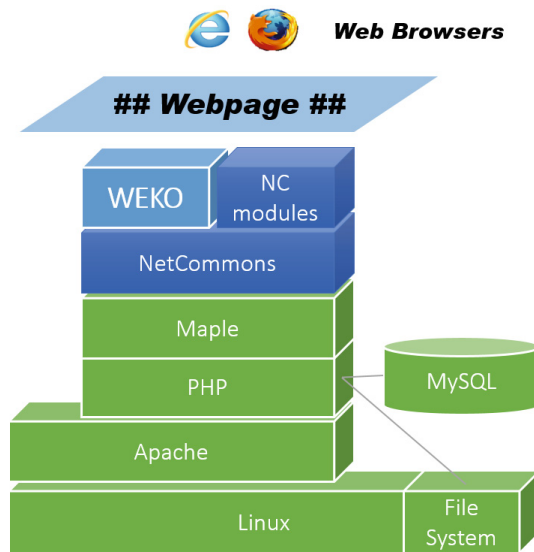 Web Browsers
## Webpage ##
WEKO
NC
modules
NetCommons
Maple
PHP
MySQL
Apache
Linux
File
System